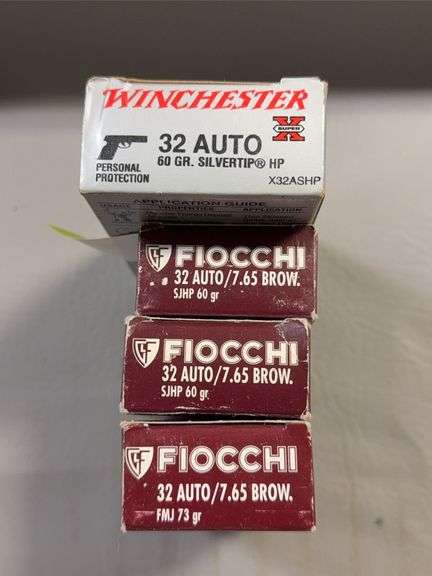 WINCHESTER
SUPER X
32 AUTO
60 GR. SILVERTIP® HP
PERSONAL
PROTECTION
X32ASHP
APPLICATION GUIDE
FIOCCHI
32 AUTO/7.65 BROW.
SJHP 60 gr
FIOCCHI
32 AUTO/7.65 BROW.
SJHP 60 gr
FIOCCHI
32 AUTO/7.65 BROW.
FMJ 73 gr